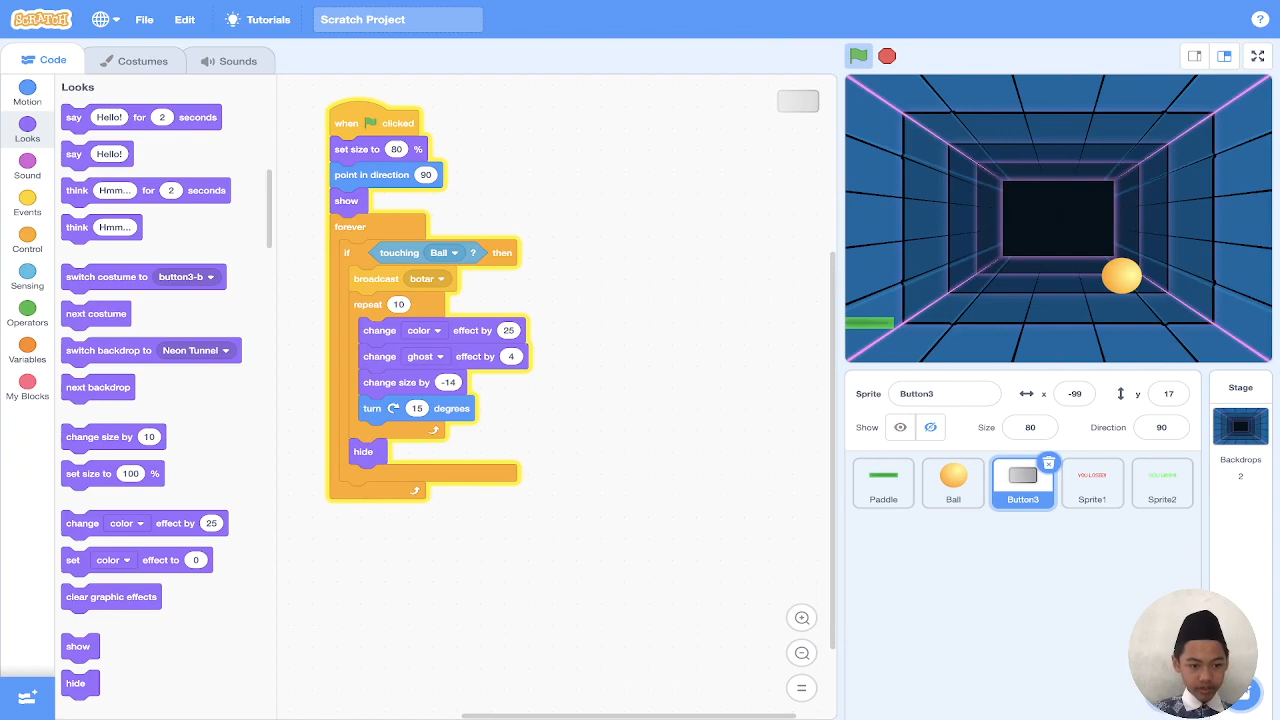 SCRATCH File Edit Tutorials Scratch Project ?
Code Costumes Sounds
Motion
Looks
Sound
Events
Control
Sensing
Operators
Variables
My Blocks
Looks
say Hello! for 2 seconds
say Hello!
think Hmm... for 2 seconds
think Hmm...
switch costume to button3-b
next costume
switch backdrop to Neon Tunnel
next backdrop
change size by 10
set size to 100 %
change color effect by 25
set color effect to 0
clear graphic effects
show
hide
when clicked
set size to 80 %
point in direction 90
show
forever
if touching Ball ? then
broadcast botar
repeat 10
change color effect by 25
change ghost effect by 4
change size by -14
turn 15 degrees
hide
Sprite Button3 x -99 y 17
Show Size 80 Direction 90
Paddle
Ball
Button3
YOU LOSE!!
Sprite1
Sprite2
Stage
Backdrops
2